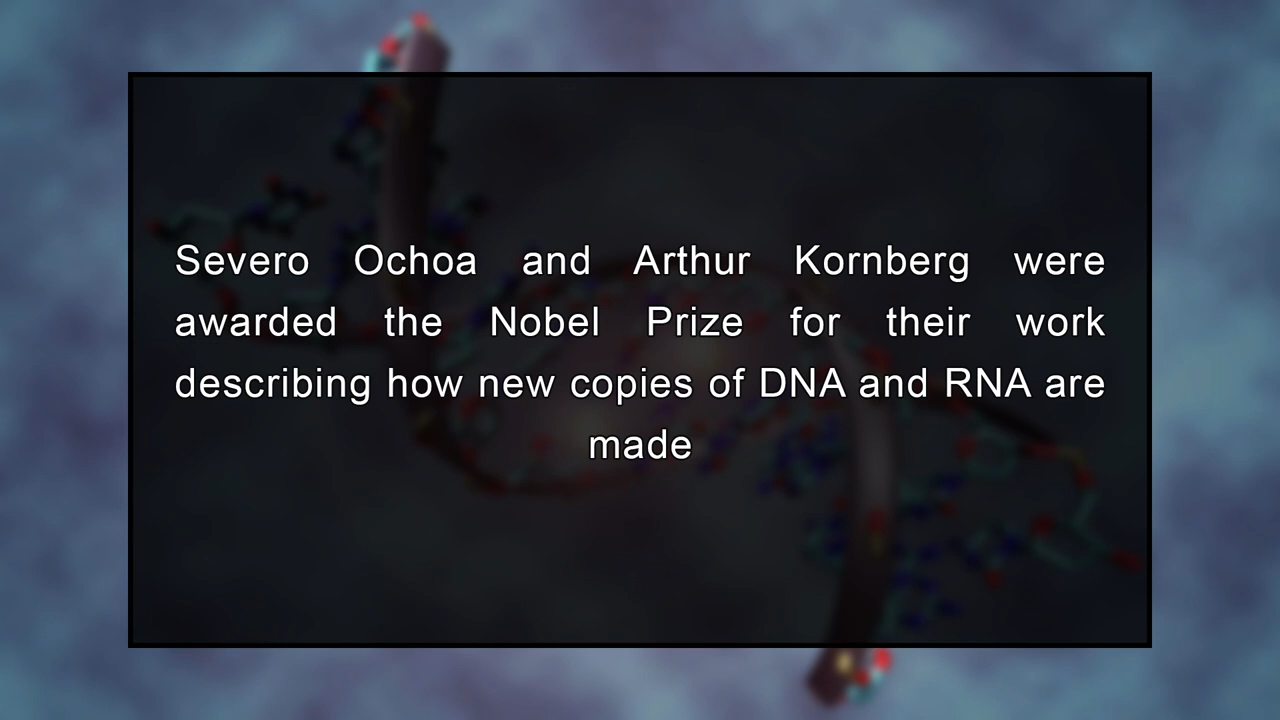 Severo Ochoa and Arthur Kornberg were
awarded the Nobel Prize for their work
describing how new copies of DNA and RNA are
made